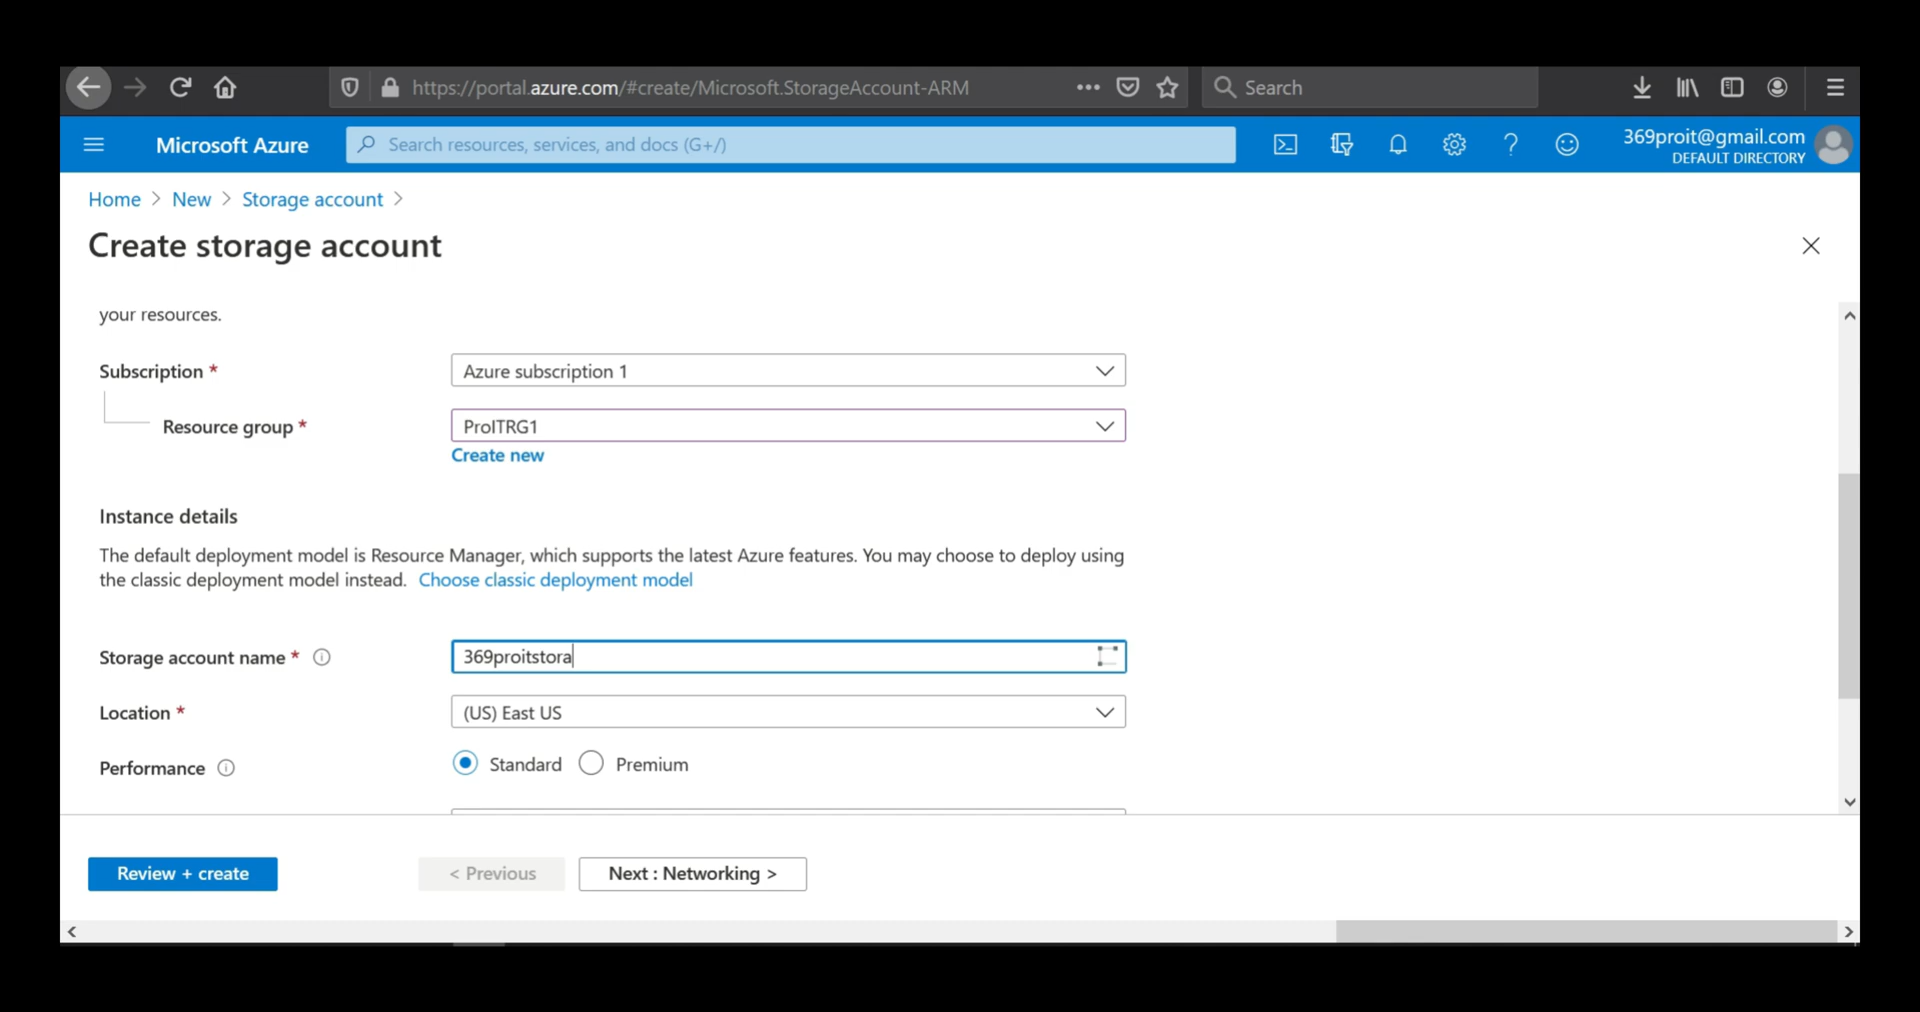 https://portal.azure.com/#create/Microsoft.StorageAccount-ARM
Search
Microsoft Azure
Search resources, services, and docs (G+/)
369proit@gmail.com
DEFAULT DIRECTORY
Home > New > Storage account >
Create storage account
your resources.
Subscription *
Azure subscription 1
Resource group *
ProITRG1
Create new
Instance details
The default deployment model is Resource Manager, which supports the latest Azure features. You may choose to deploy using
the classic deployment model instead. Choose classic deployment model
Storage account name *
369proitstora
Location *
(US) East US
Performance
Standard
Premium
Review + create
< Previous
Next : Networking >